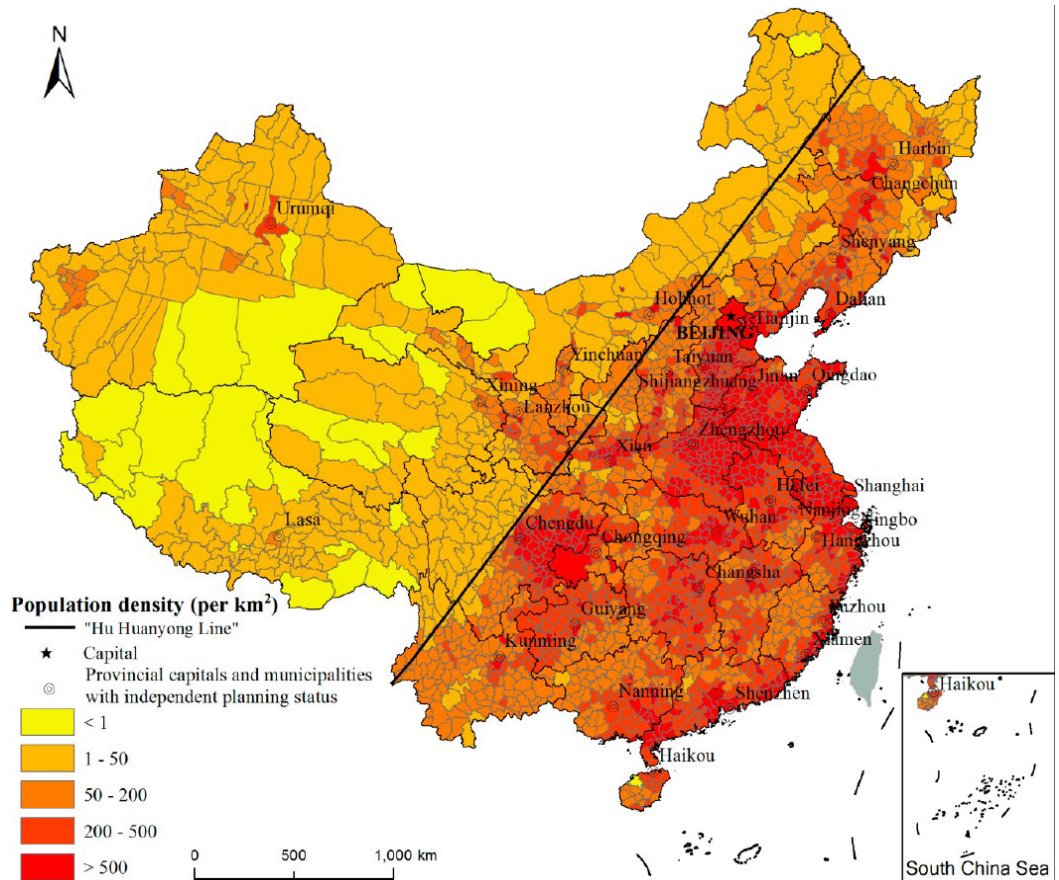 N
Harbin
Changchun
Urumqi
Shenyang
Hohhot
Dalian
Tianjin
BEIJING
Yinchuan
Taiyuan
Shijiangzhuang
Jinan
Qingdao
Xining
Lanzhou
Zhengzhou
Xian
Hefei
Shanghai
Nanjing
Wuhan
Ningbo
Lasa
Chengdu
Chongqing
Hangzhou
Changsha
Guiyang
Fuzhou
Kunming
Xiamen
Nanning
Shenzhen
Haikou
Population density (per km²)
"Hu Huanyong Line"
Capital
Provincial capitals and municipalities
with independent planning status
< 1
1 - 50
50 - 200
200 - 500
> 500
0 500 1,000 km
Haikou
South China Sea